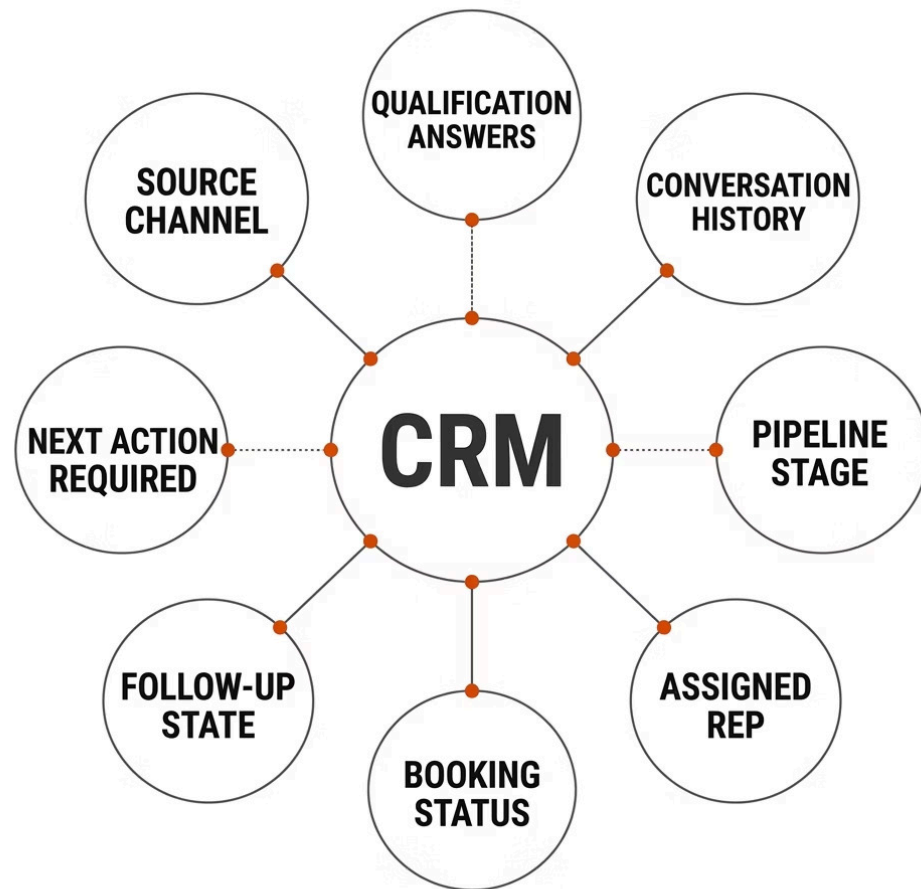 QUALIFICATION
ANSWERS
SOURCE
CHANNEL
CONVERSATION
HISTORY
NEXT ACTION
REQUIRED
CRM
PIPELINE
STAGE
FOLLOW-UP
STATE
ASSIGNED
REP
BOOKING
STATUS